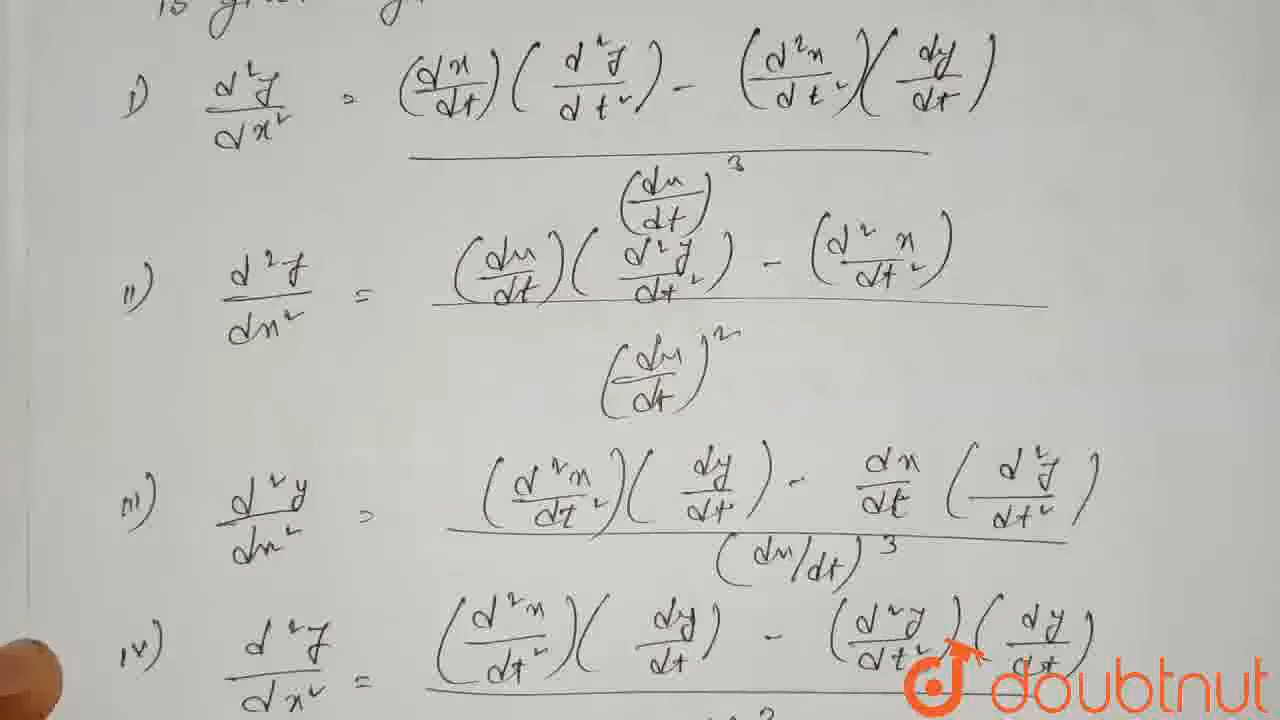 is given
i) d²y/dx² = (dx/dt)(d²y/dt²) - (d²x/dt²)(dy/dt)
(dx/dt)³
ii) d²y/dx² = (dx/dt)(d²y/dt²) - (d²x/dt²)
(dx/dt)²
iii) d²y/dx² = (d²x/dt²)(dy/dt) - dx/dt (d²y/dt²)
(dx/dt)³
iv) d²y/dx² = (d²x/dt²)(dy/dt) - (d²y/dt²)(dy/dt)
doubtnut